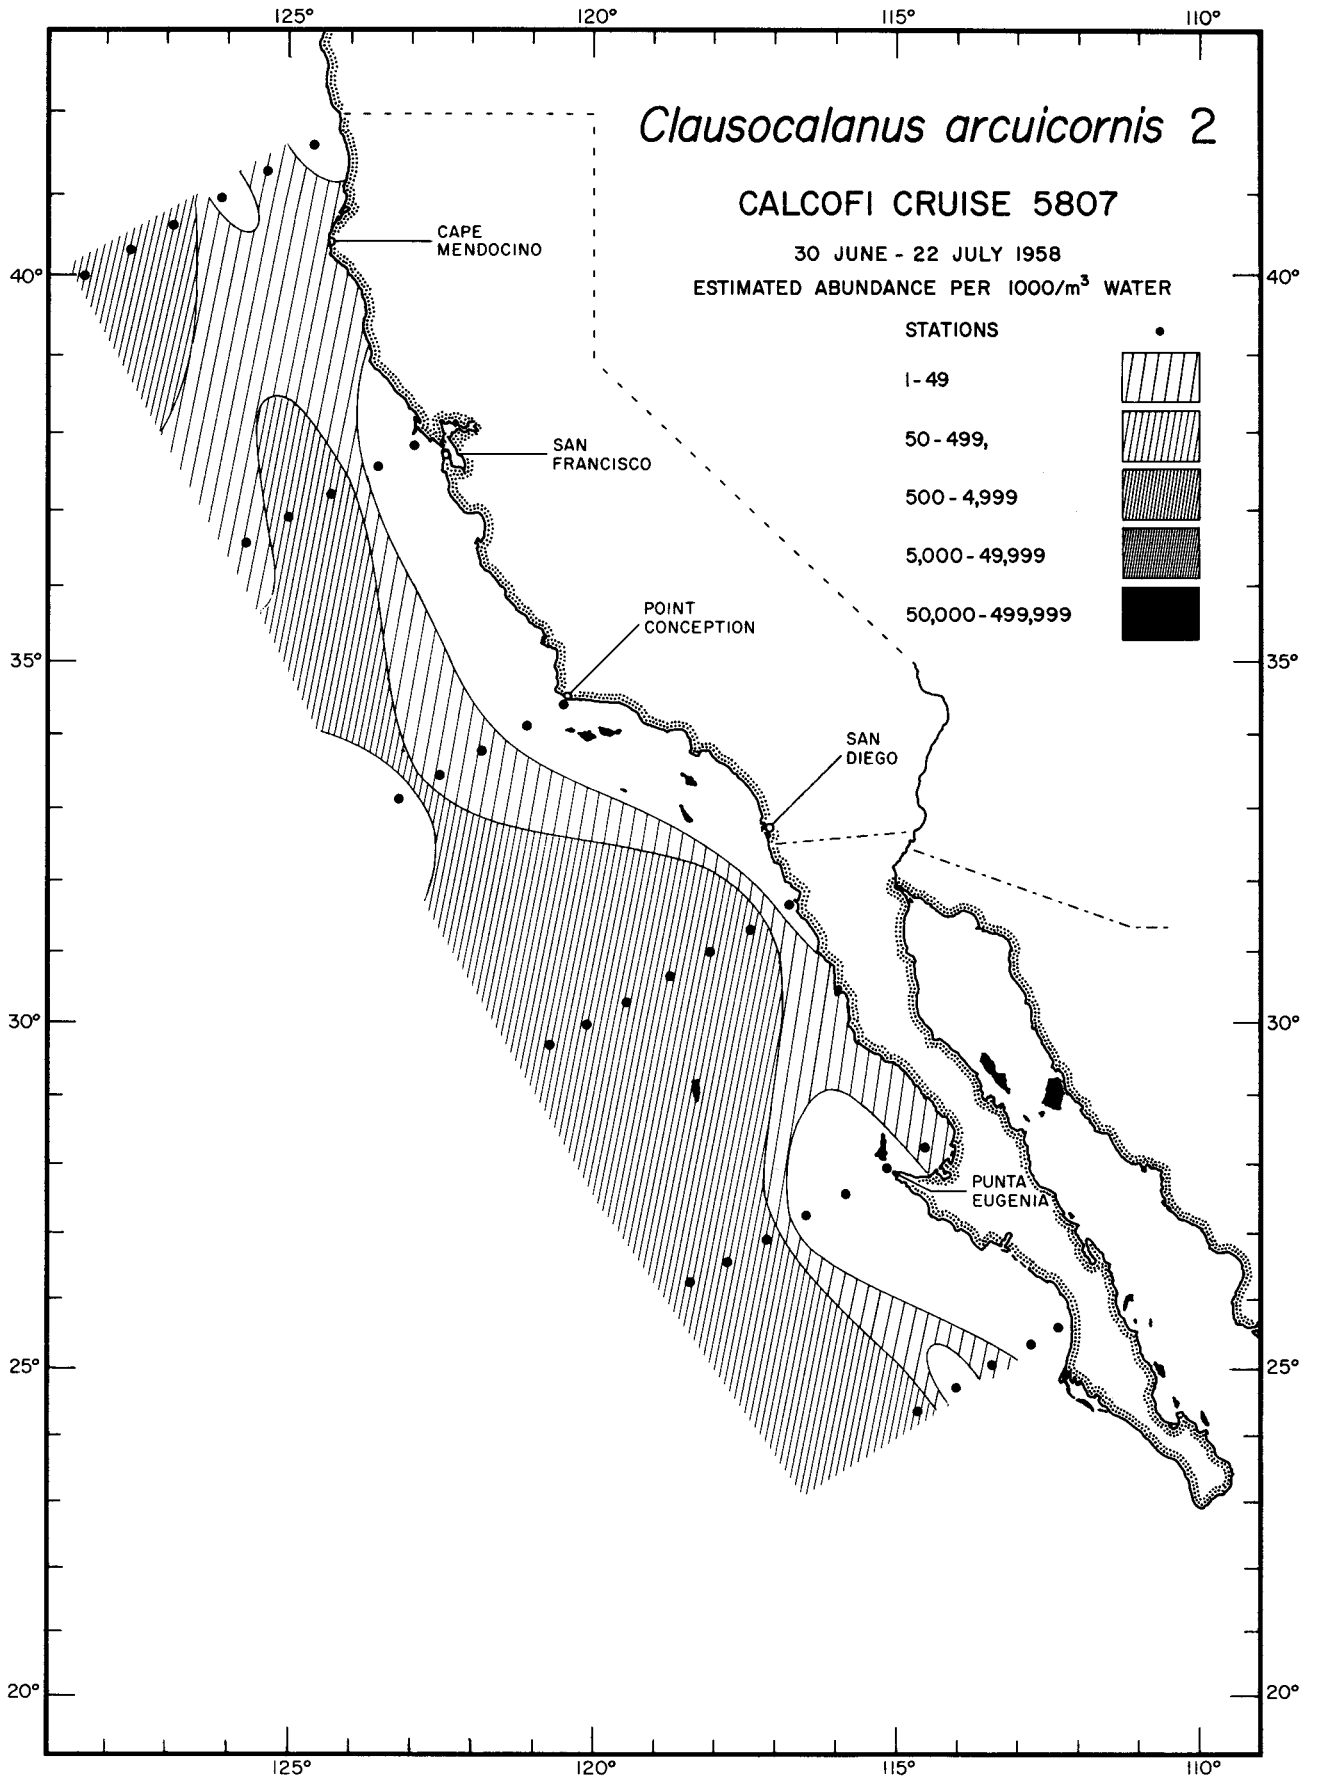 125° 120° 115° 110°
Clausocalanus arcuicornis 2
CALCOFI CRUISE 5807
30 JUNE - 22 JULY 1958
ESTIMATED ABUNDANCE PER 1000/m³ WATER
STATIONS
1-49
50-499,
500-4,999
5,000-49,999
50,000-499,999
CAPE
MENDOCINO
40° 40°
SAN
FRANCISCO
POINT
CONCEPTION
35° 35°
SAN
DIEGO
30° 30°
PUNTA
EUGENIA
25° 25°
20° 20°
125° 120° 115° 110°